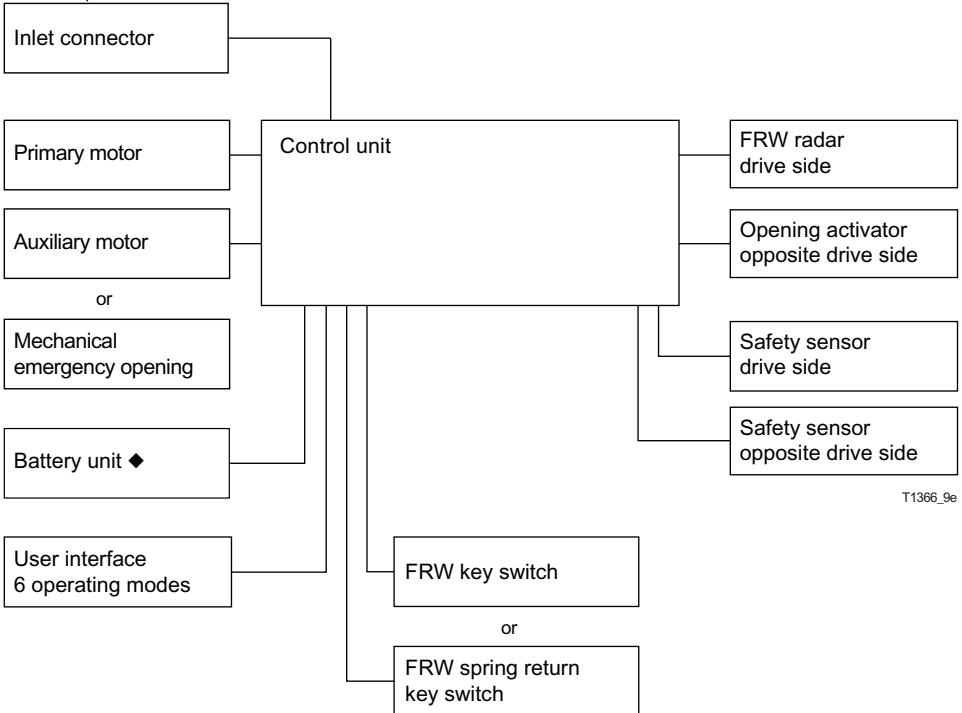 Inlet connector
Primary motor
Control unit
FRW radar
drive side
Auxiliary motor
Opening activator
opposite drive side
or
Mechanical
emergency opening
Safety sensor
drive side
Battery unit ◆
Safety sensor
opposite drive side
T1366_9e
User interface
6 operating modes
FRW key switch
or
FRW spring return
key switch